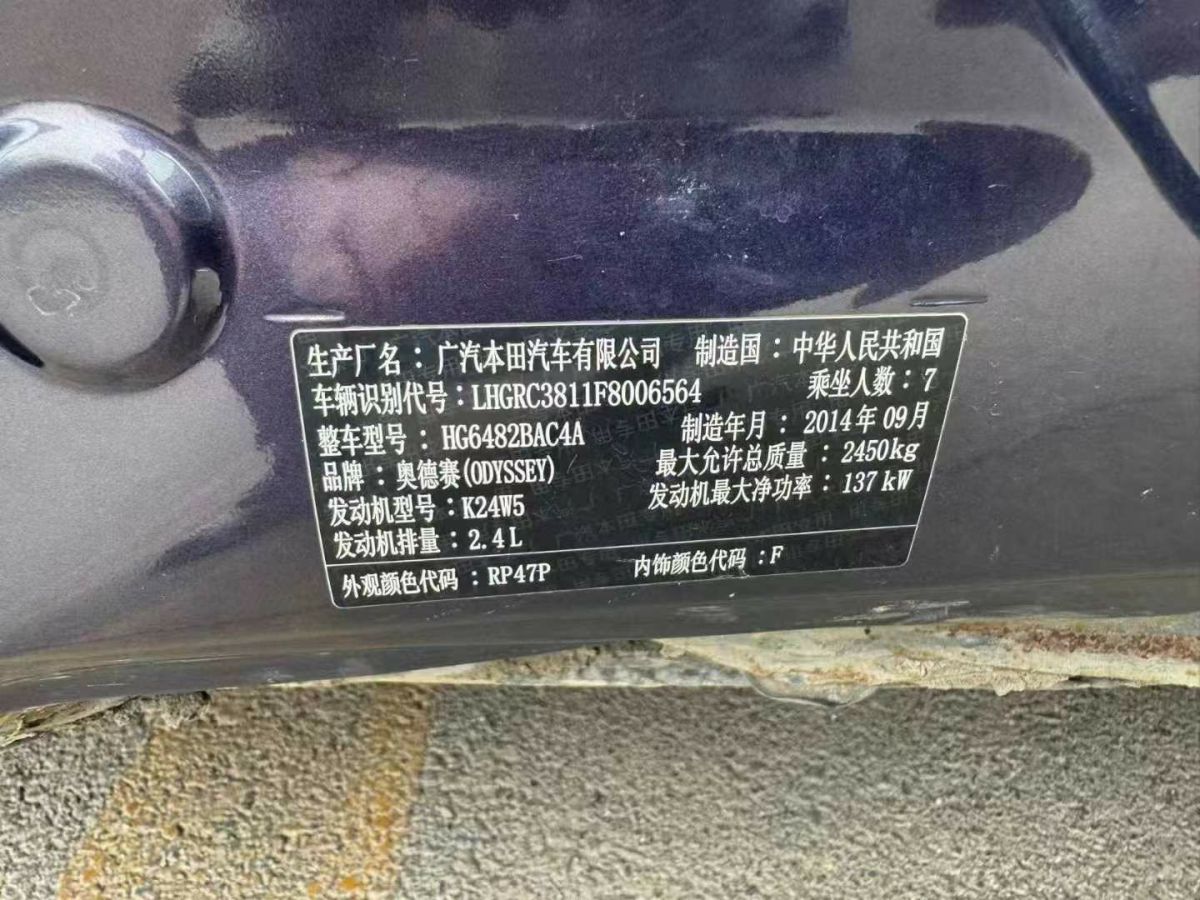 生产厂名：广汽本田汽车有限公司 制造国：中华人民共和国
车辆识别代号：LHGRC3811F8006564 乘坐人数：7
整车型号：HG6482BAC4A 制造年月：2014年09月
品牌：奥德赛(ODYSSEY) 最大允许总质量：2450kg
发动机型号：K24W5 发动机最大净功率：137kW
发动机排量：2.4L
外观颜色代码：RP47P 内饰颜色代码：F